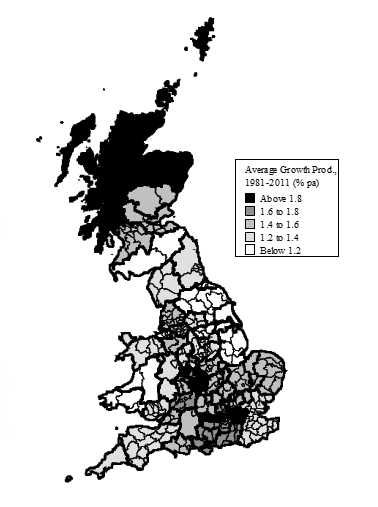 Average Growth Prod.,
1981-2011 (% pa)
Above 1.8
1.6 to 1.8
1.4 to 1.6
1.2 to 1.4
Below 1.2